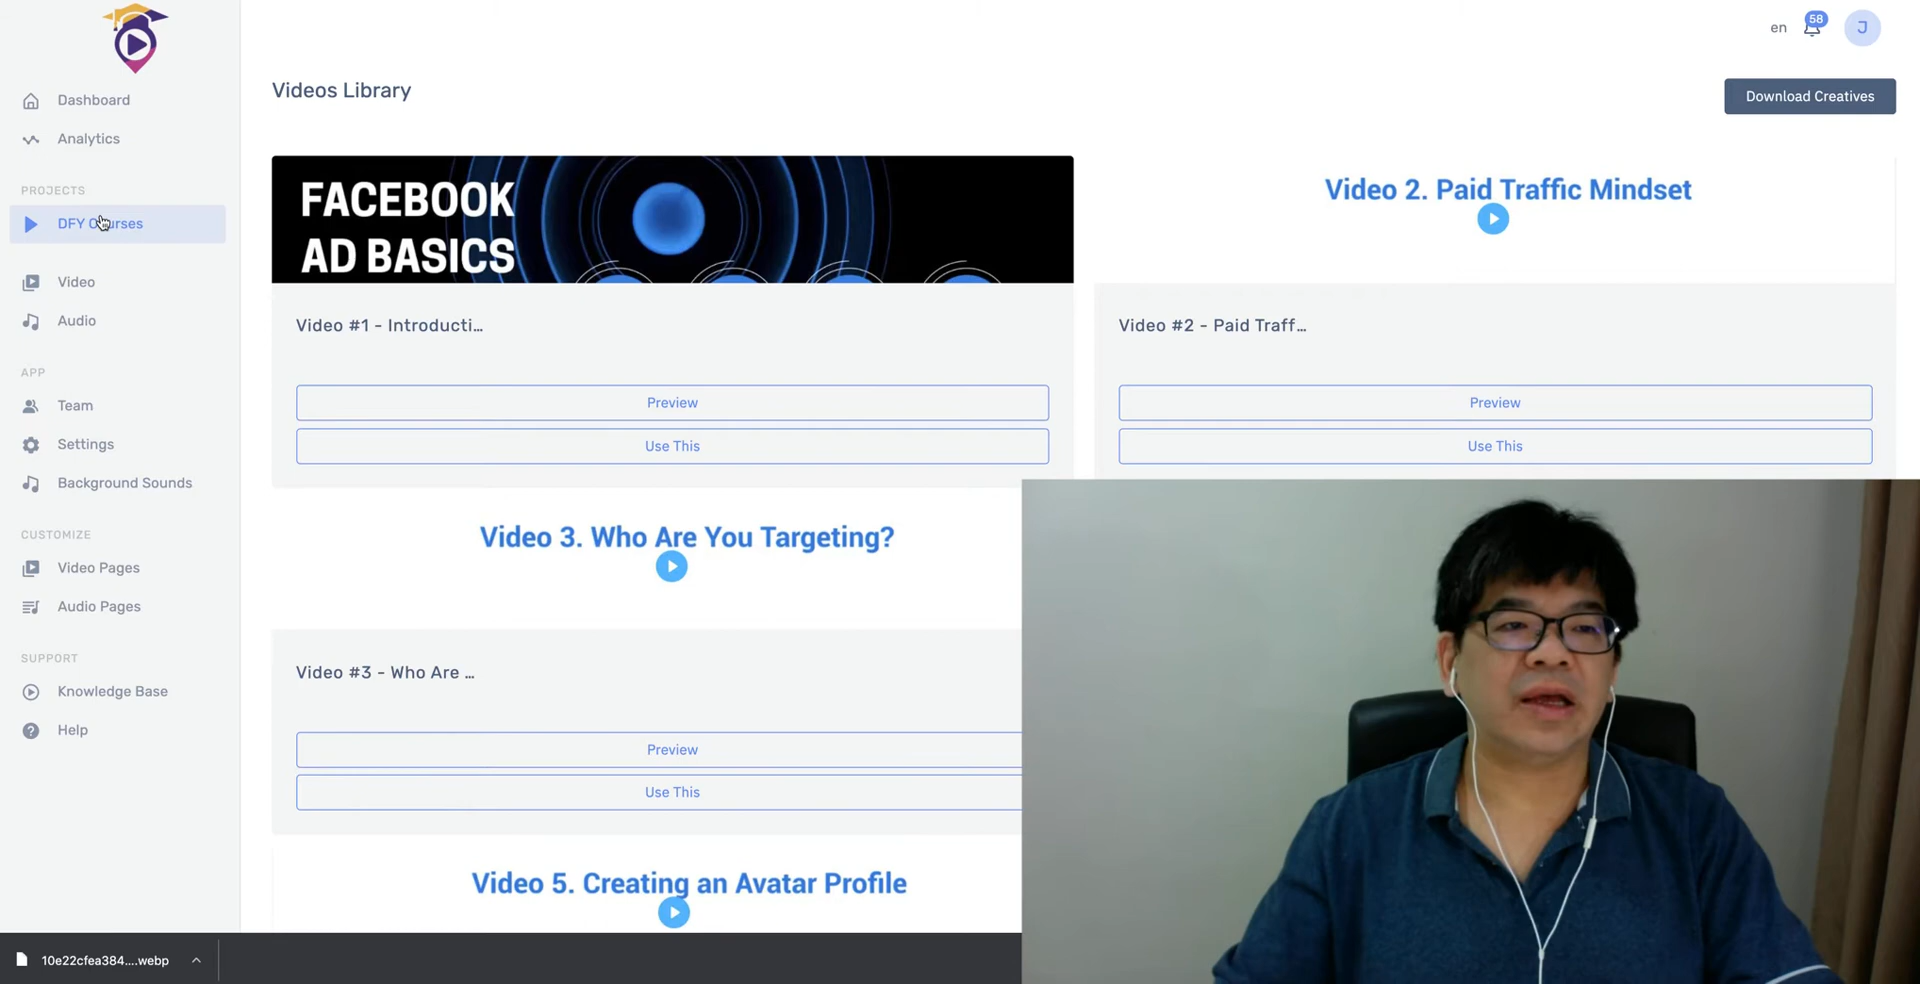 en
58
J
Dashboard
Analytics
PROJECTS
DFY Courses
Video
Audio
APP
Team
Settings
Background Sounds
CUSTOMIZE
Video Pages
Audio Pages
SUPPORT
Knowledge Base
Help
Videos Library
Download Creatives
FACEBOOK
AD BASICS
Video #1 - Introducti...
Preview
Use This
Video 2. Paid Traffic Mindset
Video #2 - Paid Traff...
Preview
Use This
Video 3. Who Are You Targeting?
Video #3 - Who Are ...
Preview
Use This
Video 5. Creating an Avatar Profile
10e22cfea384....webp